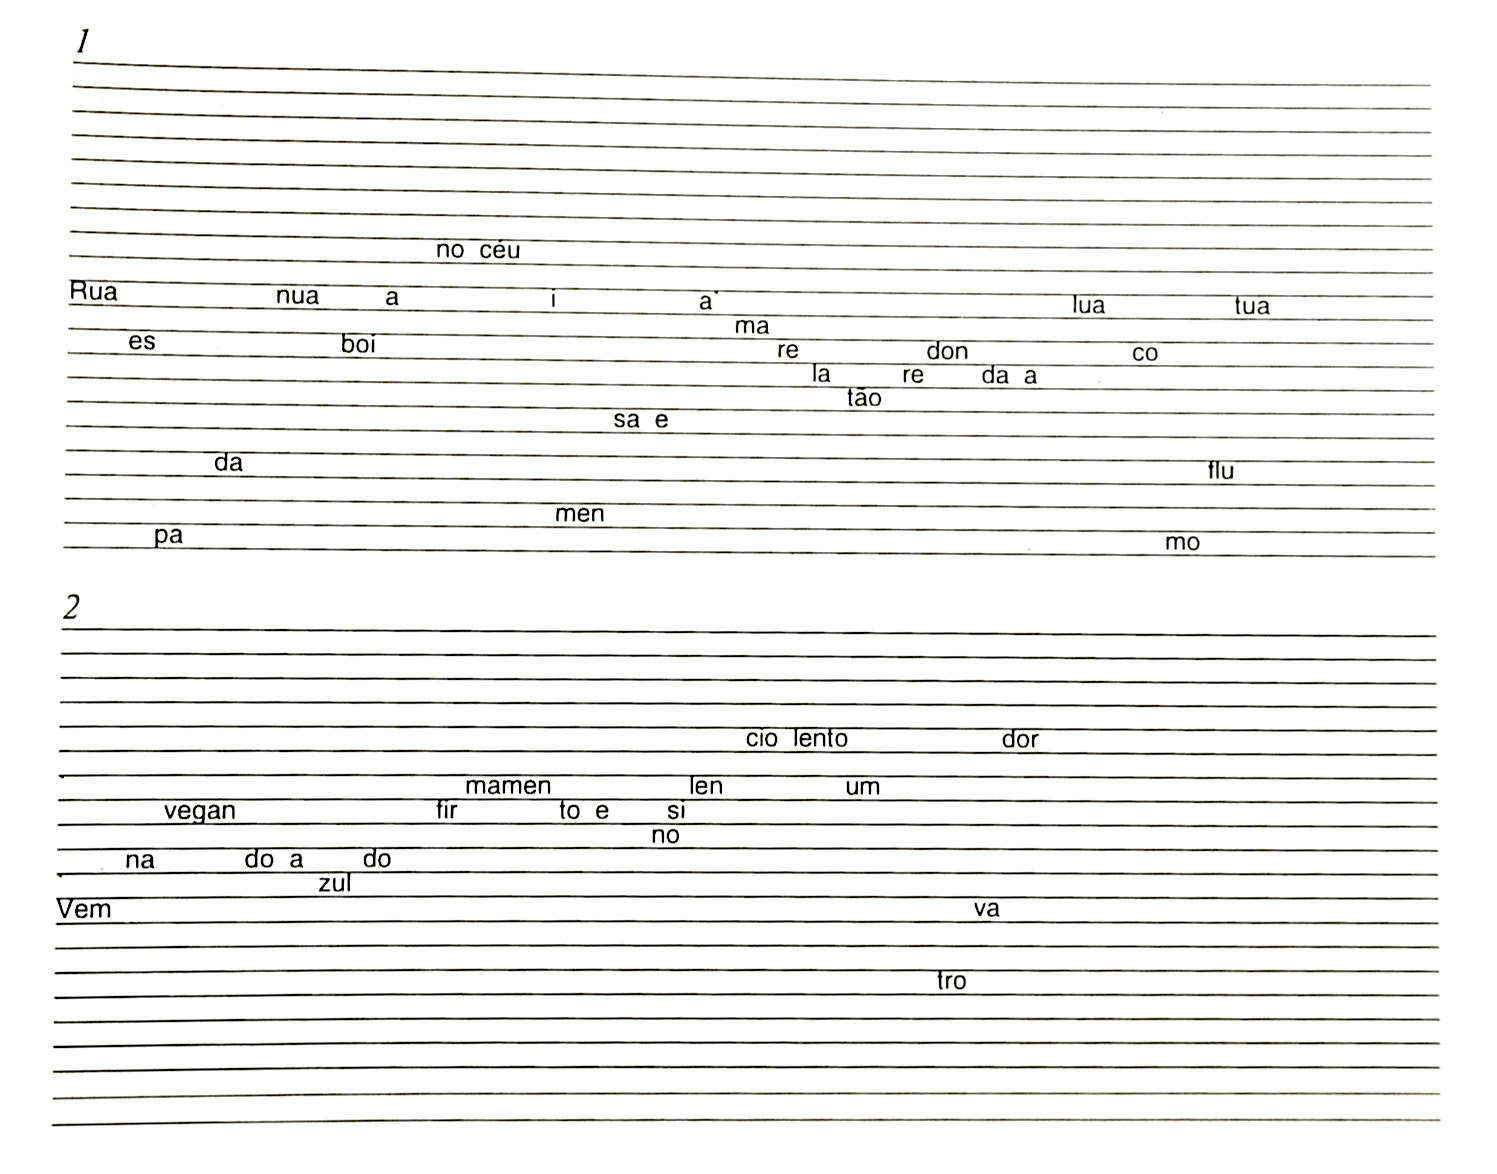 1
no céu
Rua nua a i a lua tua
ma
es boi re don co
la re da a
tão
sa e
da flu
men
pa mo
2
cio lento dor
mamen len um
vegan fir to e si
no
na do a do
zul
Vem va
tro